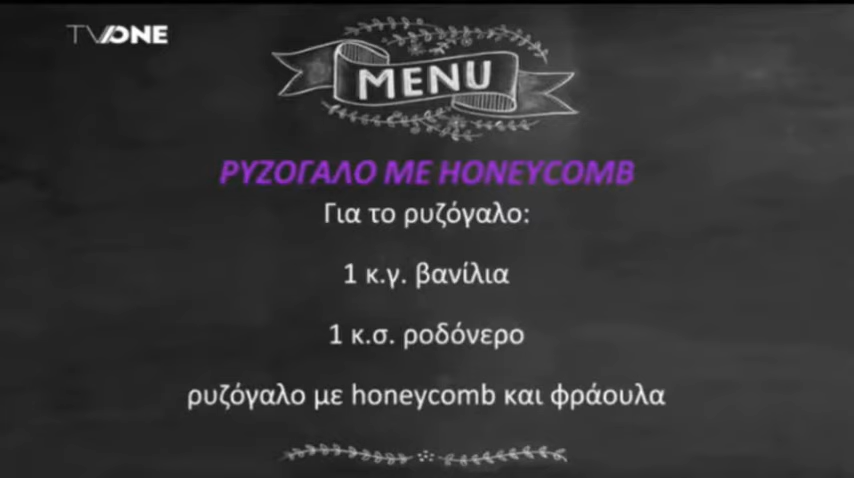 TVONE
MENU
ΡΥΖΟΓΑΛΟ ΜΕ HONEYCOMB
Για το ρυζόγαλο:
1 κ.γ. βανίλια
1 κ.σ. ροδόνερο
ρυζόγαλο με honeycomb και φράουλα